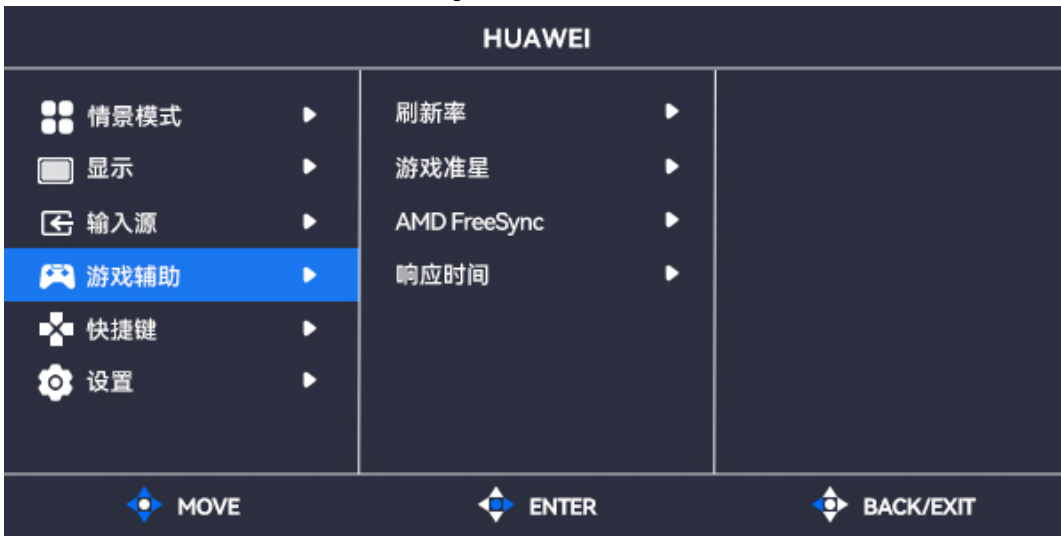 HUAWEI
情景模式
显示
输入源
游戏辅助
快捷键
设置
刷新率
游戏准星
AMD FreeSync
响应时间
MOVE
ENTER
BACK/EXIT